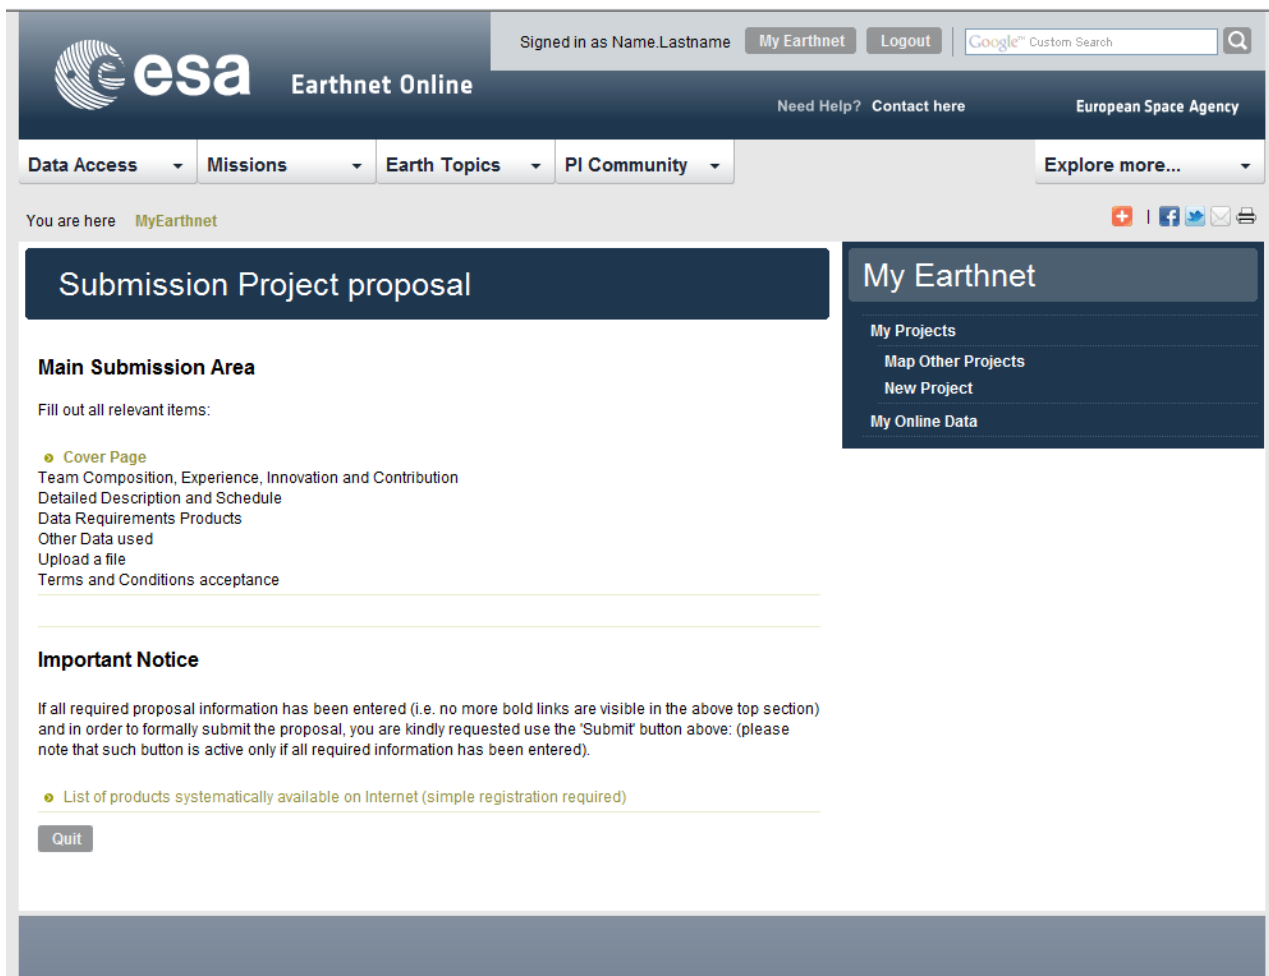 Signed in as Name.Lastname My Earthnet Logout Google™ Custom Search
esa Earthnet Online
Need Help? Contact here European Space Agency
Data Access Missions Earth Topics PI Community Explore more...
You are here MyEarthnet
Submission Project proposal
Main Submission Area
Fill out all relevant items:
Cover Page
Team Composition, Experience, Innovation and Contribution
Detailed Description and Schedule
Data Requirements Products
Other Data used
Upload a file
Terms and Conditions acceptance
Important Notice
If all required proposal information has been entered (i.e. no more bold links are visible in the above top section)
and in order to formally submit the proposal, you are kindly requested use the 'Submit' button above: (please
note that such button is active only if all required information has been entered).
List of products systematically available on Internet (simple registration required)
Quit
My Earthnet
My Projects
Map Other Projects
New Project
My Online Data